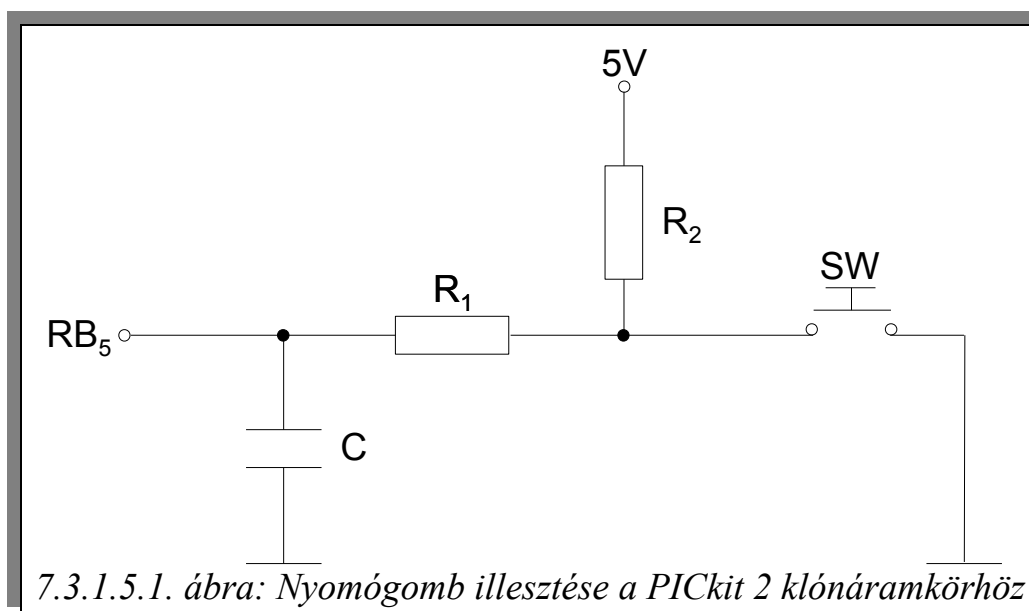 5V
R₂
SW
R₁
RB₅
C
7.3.1.5.1. ábra: Nyomógomb illesztése a PICkit 2 klónáramkörhöz